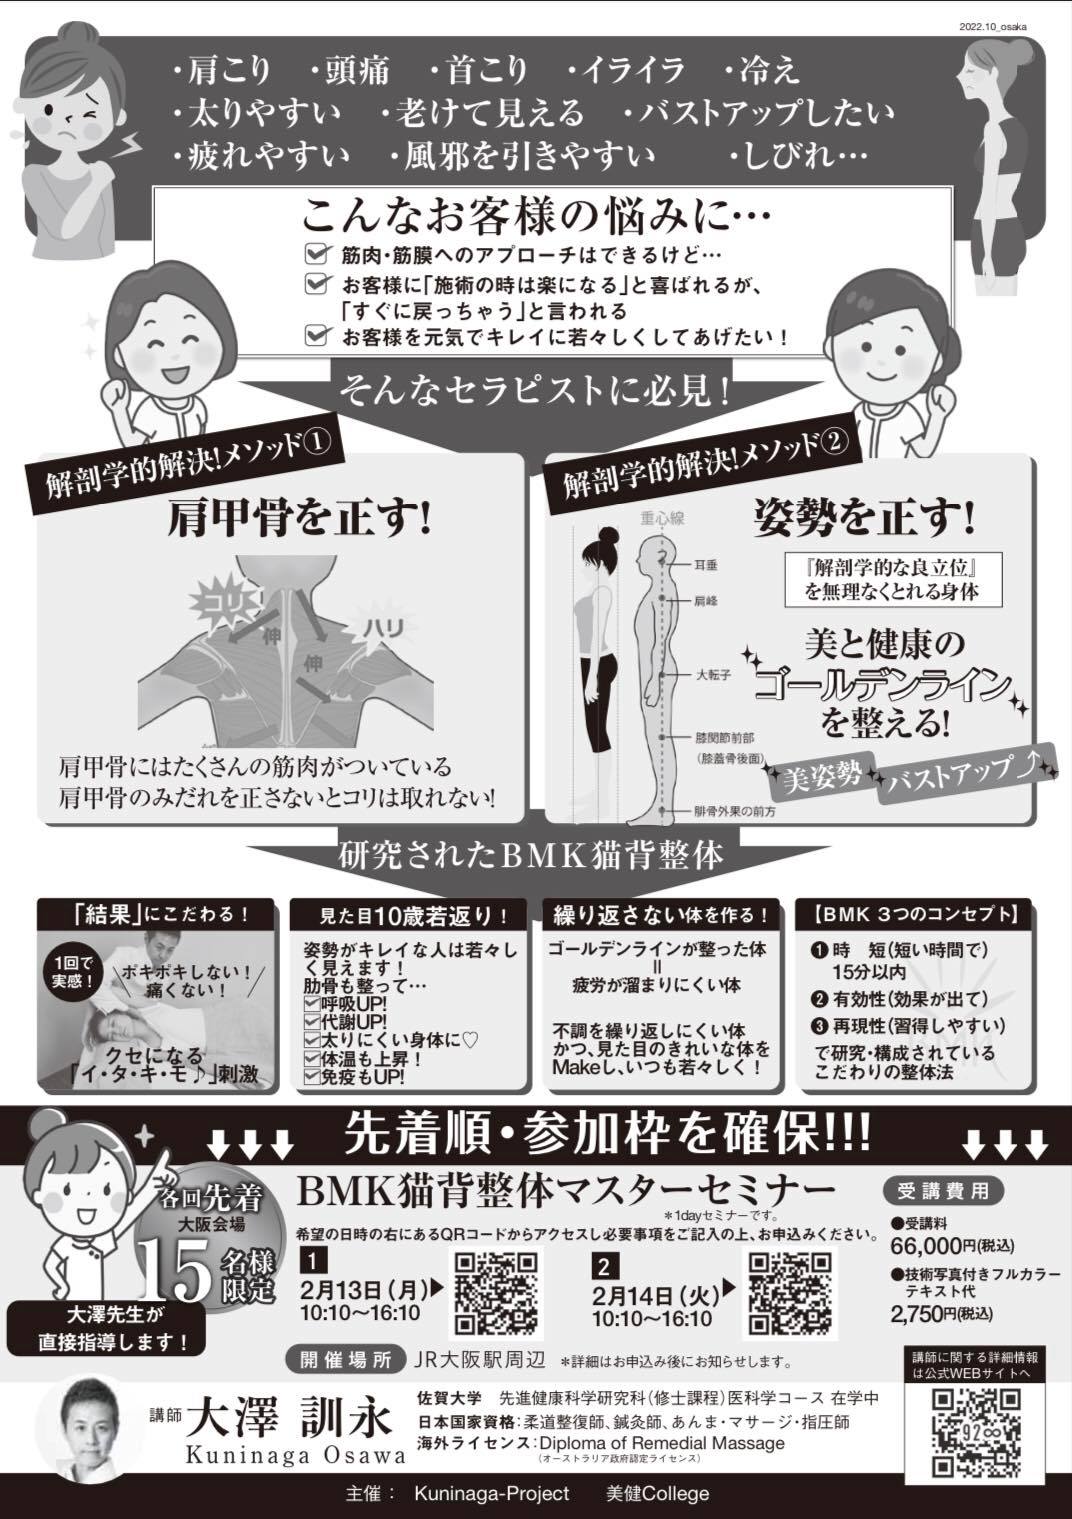 2022.10_osaka
・肩こり ・頭痛 ・首こり ・イライラ ・冷え
・太りやすい ・老けて見える ・バストアップしたい
・疲れやすい ・風邪を引きやすい ・しびれ…
こんなお客様の悩みに…
筋肉・筋膜へのアプローチはできるけど…
お客様に「施術の時は楽になる」と喜ばれるが、
「すぐに戻っちゃう」と言われる
お客様を元気でキレイに若々しくしてあげたい！
そんなセラピストに必見！
解剖学的解決！メソッド①
肩甲骨を正す！
コリ
ハリ
伸
伸
肩甲骨にはたくさんの筋肉がついている
肩甲骨のみだれを正さないとコリは取れない！
解剖学的解決！メソッド②
姿勢を正す！
重心線
耳垂
肩峰
大転子
膝関節前部
（膝蓋骨後面）
腓骨外果の前方
『解剖学的な良立位』
を無理なくとれる身体
美と健康の
ゴールデンライン
を整える！
美姿勢
バストアップ⤴
研究されたBMK猫背整体
「結果」にこだわる！
1回で
実感！
ボキボキしない！
痛くない！
クセになる
「イ・タ・キ・モ♪」刺激
見た目10歳若返り！
姿勢がキレイな人は若々し
く見えます！
肋骨も整って…
呼吸UP!
代謝UP!
太りにくい身体に♡
体温も上昇！
免疫もUP!
繰り返さない体を作る！
ゴールデンラインが整った体
＝
疲労が溜まりにくい体
不調を繰り返しにくい体
かつ、見た目のきれいな体を
Makeし、いつも若々しく！
【BMK 3つのコンセプト】
❶時 短（短い時間で）
15分以内
❷有効性（効果が出て）
❸再現性（習得しやすい）
で研究・構成されている
こだわりの整体法
先着順・参加枠を確保!!!
各回先着
大阪会場
15名様
限定
大澤先生が
直接指導します！
BMK猫背整体マスターセミナー
＊1dayセミナーです。
希望の日時の右にあるQRコードからアクセスし必要事項をご記入の上、お申込みください。
1
2月13日（月）
10:10〜16:10
2
2月14日（火）
10:10〜16:10
受講費用
●受講料
66,000円(税込)
●技術写真付きフルカラー
テキスト代
2,750円(税込)
開催場所 JR大阪駅周辺 ＊詳細はお申込み後にお知らせします。
講師に関する詳細情報
は公式WEBサイトへ
92∞
講師 大澤 訓永
Kuninaga Osawa
佐賀大学 先進健康科学研究科（修士課程）医科学コース 在学中
日本国家資格：柔道整復師、鍼灸師、あんま・マサージ・指圧師
海外ライセンス：Diploma of Remedial Massage
（オーストラリア政府認定ライセンス）
主催： Kuninaga-Project 美健College